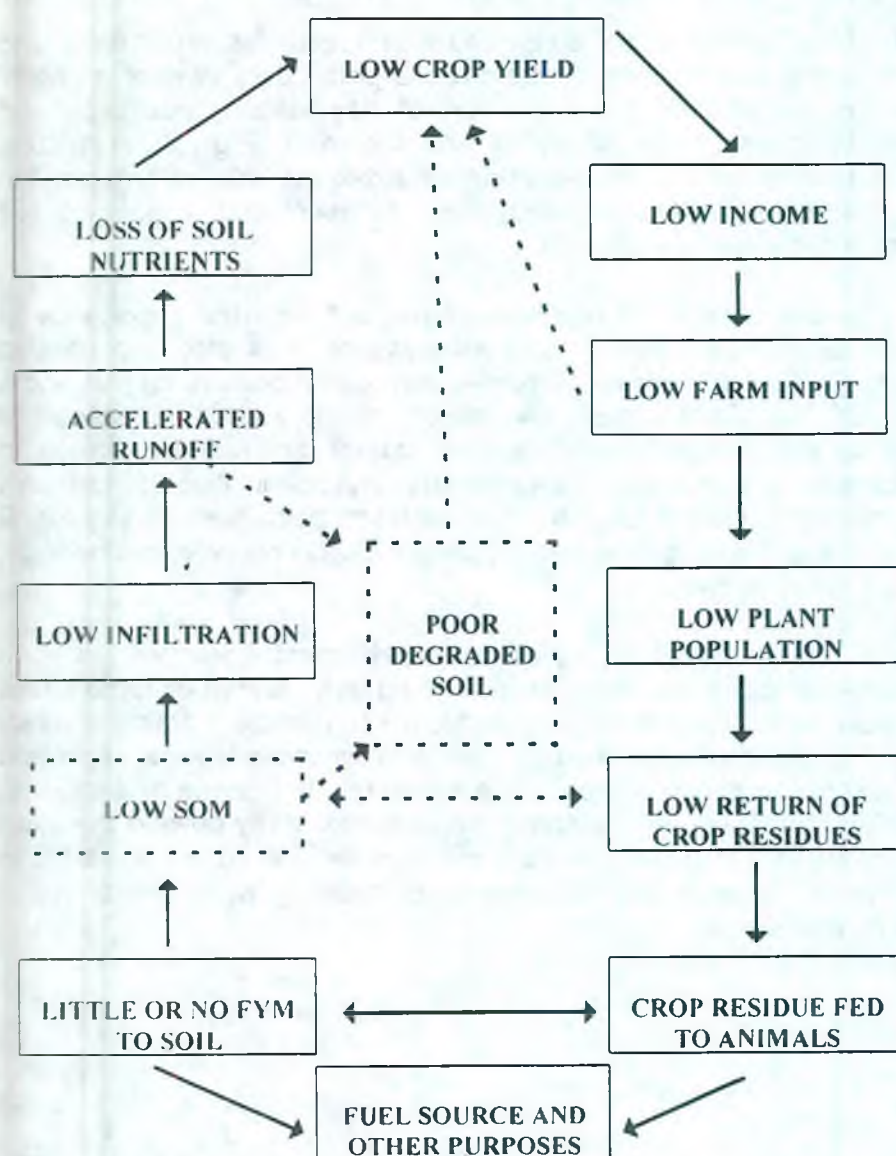 LOW CROP YIELD
LOSS OF SOIL
NUTRIENTS
LOW INCOME
ACCELERATED
RUNOFF
LOW FARM INPUT
LOW INFILTRATION
POOR
DEGRADED
SOIL
LOW PLANT
POPULATION
LOW SOM
LOW RETURN OF
CROP RESIDUES
LITTLE OR NO FYM
TO SOIL
CROP RESIDUE FED
TO ANIMALS
FUEL SOURCE AND
OTHER PURPOSES